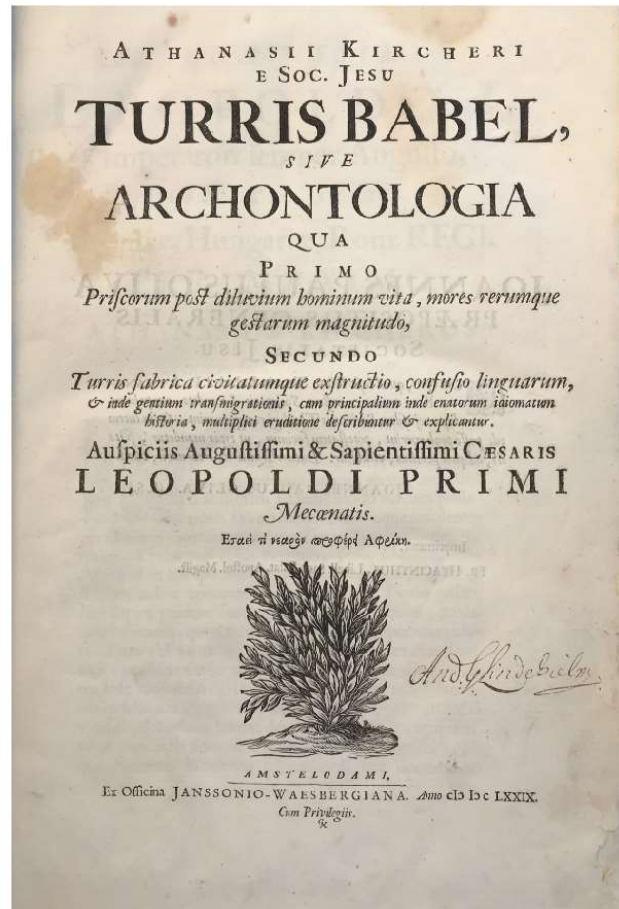 ATHANASII KIRCHERI
E SOC. JESU
TURRIS BABEL,
SIVE
ARCHONTOLOGIA
QUA
PRIMO
Priſcorum poſt diluvium hominum vita, mores rerumque
geſtarum magnitudo,
SECUNDO
Turris fabrica civitatumque exſtructio, confuſio linguarum,
& inde gentium transmigrationis, cum principalium inde enatorum idiomatum
hiſtoria, multiplici eruditione deſcribuntur & explicantur.
Auſpiciis Auguſtiſſimi & Sapientiſſimi CÆSARIS
LEOPOLDI PRIMI
Mecœnatis.
AMSTELODAMI,
Ex Officina JANSSONIO-WAESBERGIANA. Anno cIↃ IↃc LXXIX.
Cum Privilegiis.